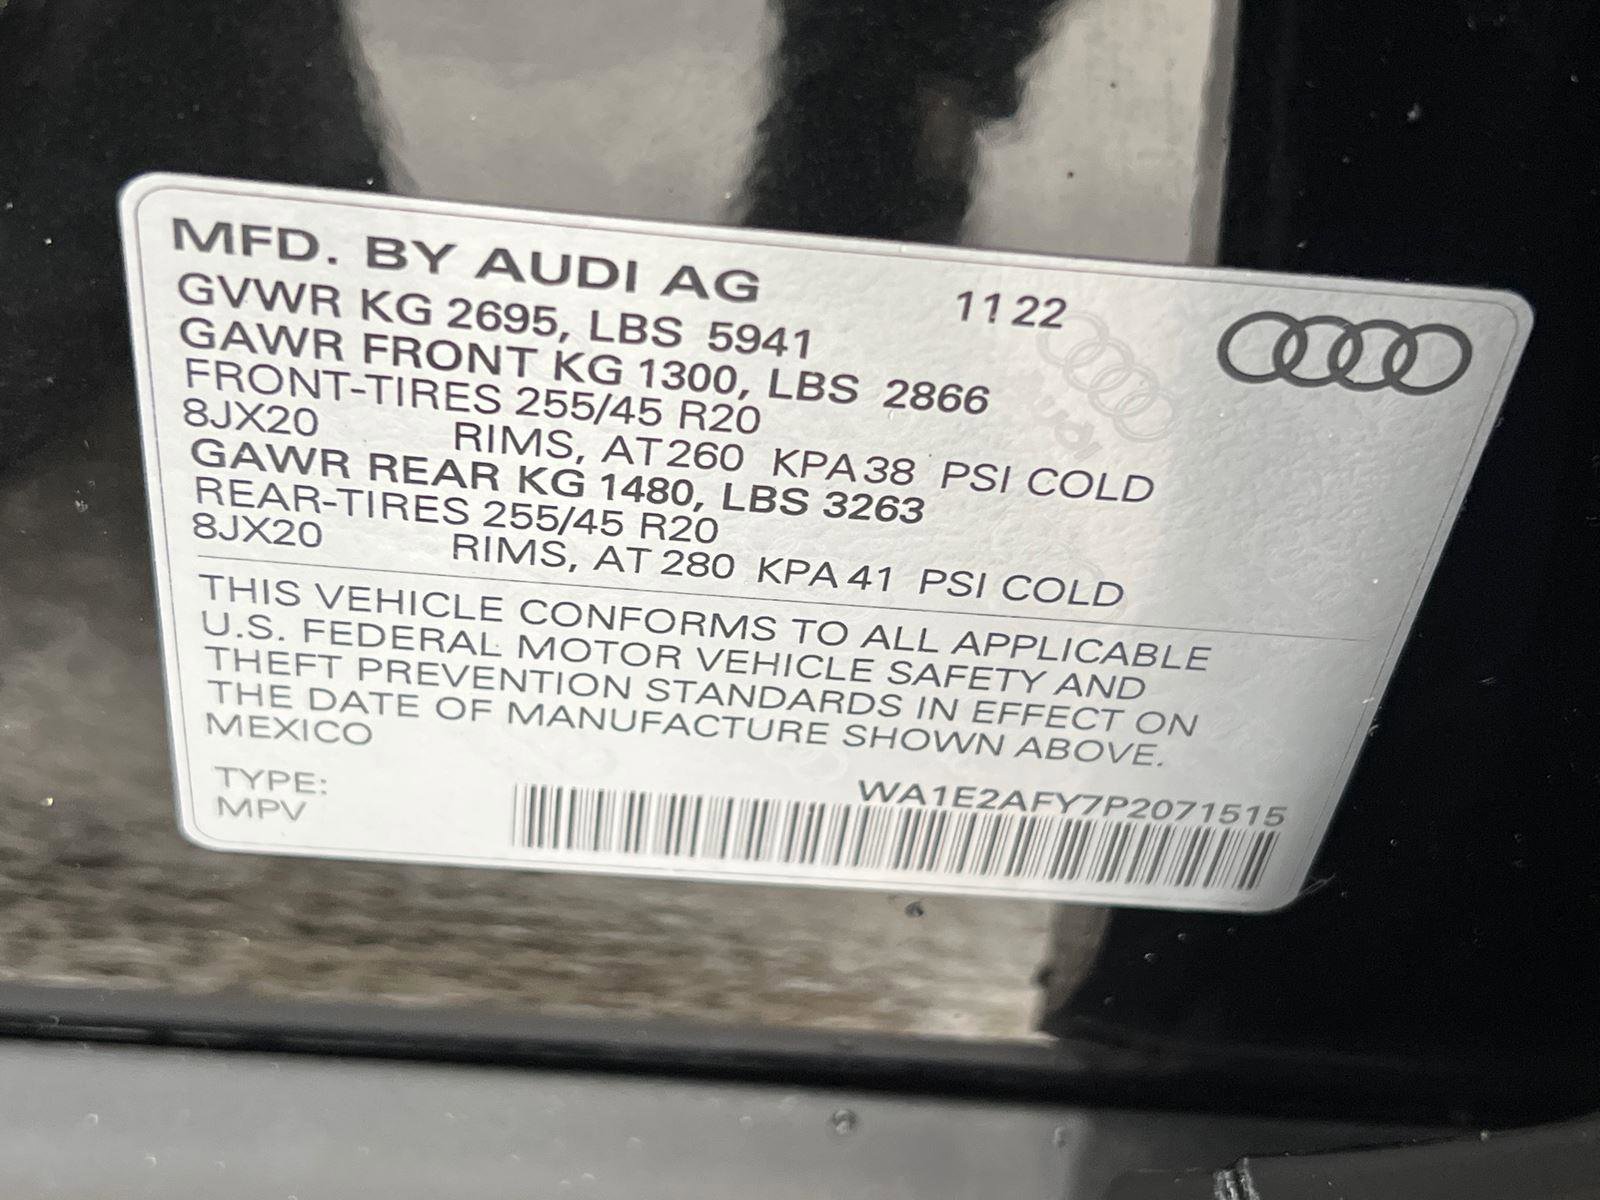 MFD. BY AUDI AG 11 22
GVWR KG 2695, LBS 5941
GAWR FRONT KG 1300, LBS 2866
FRONT-TIRES 255/45 R20
8JX20 RIMS, AT 260 KPA 38 PSI COLD
GAWR REAR KG 1480, LBS 3263
REAR-TIRES 255/45 R20
8JX20 RIMS, AT 280 KPA 41 PSI COLD
THIS VEHICLE CONFORMS TO ALL APPLICABLE
U.S. FEDERAL MOTOR VEHICLE SAFETY AND
THEFT PREVENTION STANDARDS IN EFFECT ON
THE DATE OF MANUFACTURE SHOWN ABOVE.
MEXICO
TYPE: WA1E2AFY7P2071515
MPV